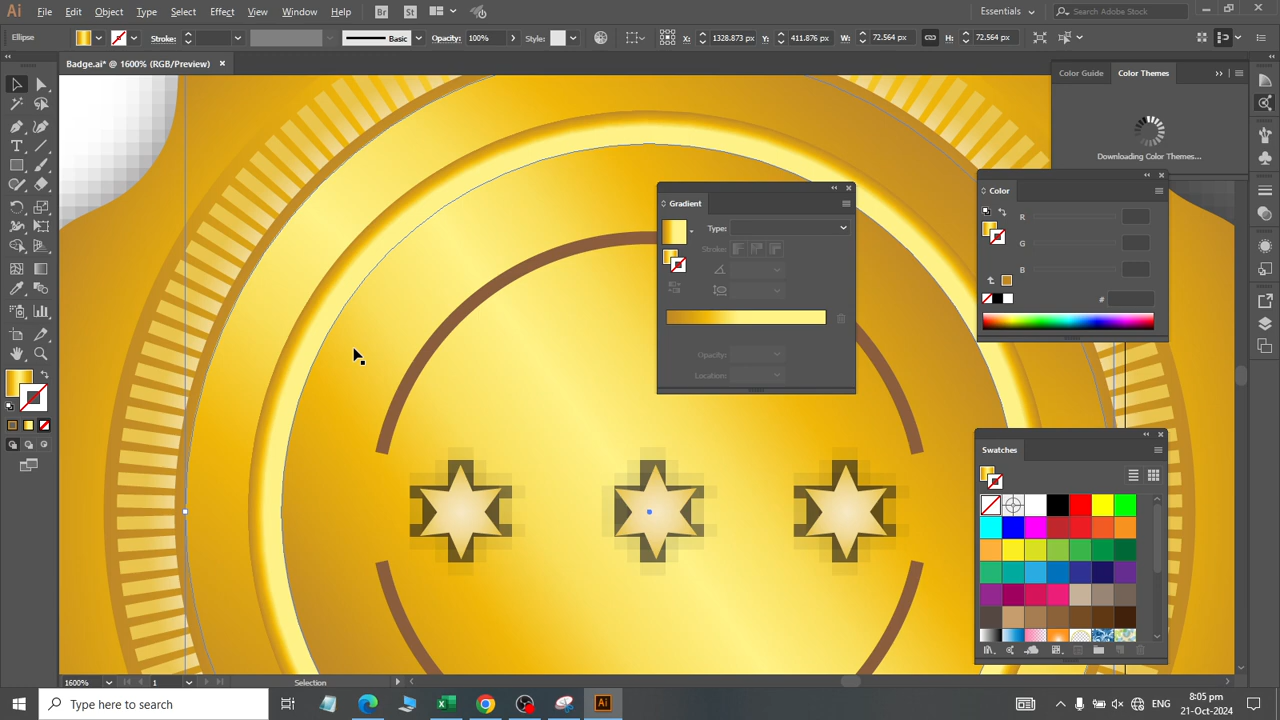 Ai File Edit Object Type Select Effect View Window Help Br St Essentials Search Adobe Stock
Ellipse Stroke: Basic Opacity: 100% Style: X: 1328.873 px Y: 411.876 px W: 72.564 px H: 72.564 px
Badge.ai* @ 1600% (RGB/Preview)
Color Guide Color Themes
Downloading Color Themes...
Color
R
G
B
#
Gradient
Type:
Stroke:
Opacity:
Location:
Swatches
1600% 1 Selection
Type here to search
Ai
ENG
8:05 pm
21-Oct-2024